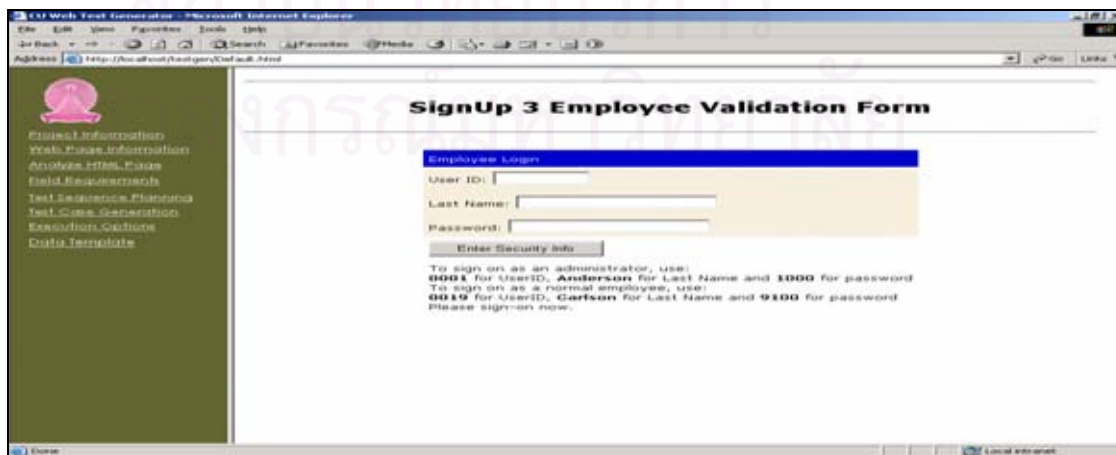 CU Web Test Generator - Microsoft Internet Explorer
File Edit View Favorites Tools Help
Back Search Favorites Media
Address http://localhost/testgen/Default.html Go Links
SignUp 3 Employee Validation Form
Project Information
Web Page Information
Analyze HTML Page
Field Requirements
Test Sequence Planning
Test Case Generation
Execution Options
Data Template
Employee Login
User ID:
Last Name:
Password:
Enter Security Info
To sign on as an administrator, use:
0001 for UserID, Anderson for Last Name and 1000 for password
To sign on as a normal employee, use:
0019 for UserID, Carlson for Last Name and 9100 for password
Please sign-on now.
Done Local intranet